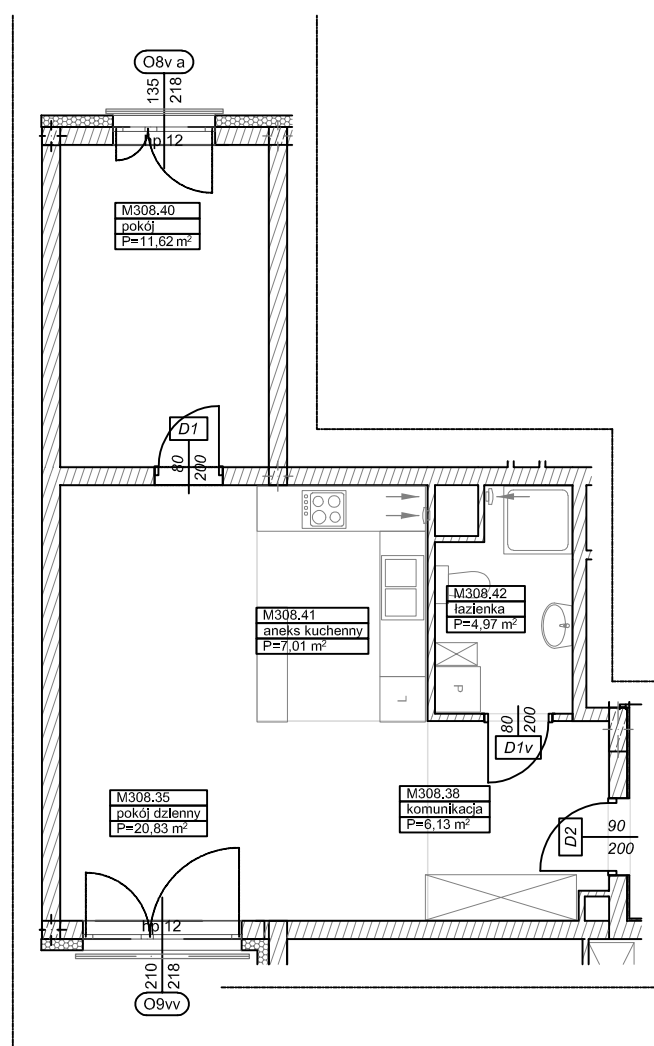 O8v a
135
218
hp 12
M308.40
pokój
P=11,62 m²
D1
80
200
M308.41
aneks kuchenny
P=7,01 m²
M308.42
łazienka
P=4,97 m²
P
L
80
200
D1v
M308.35
pokój dzienny
P=20,83 m²
M308.38
komunikacja
P=6,13 m²
D2
90
200
hp 12
210
218
O9vv